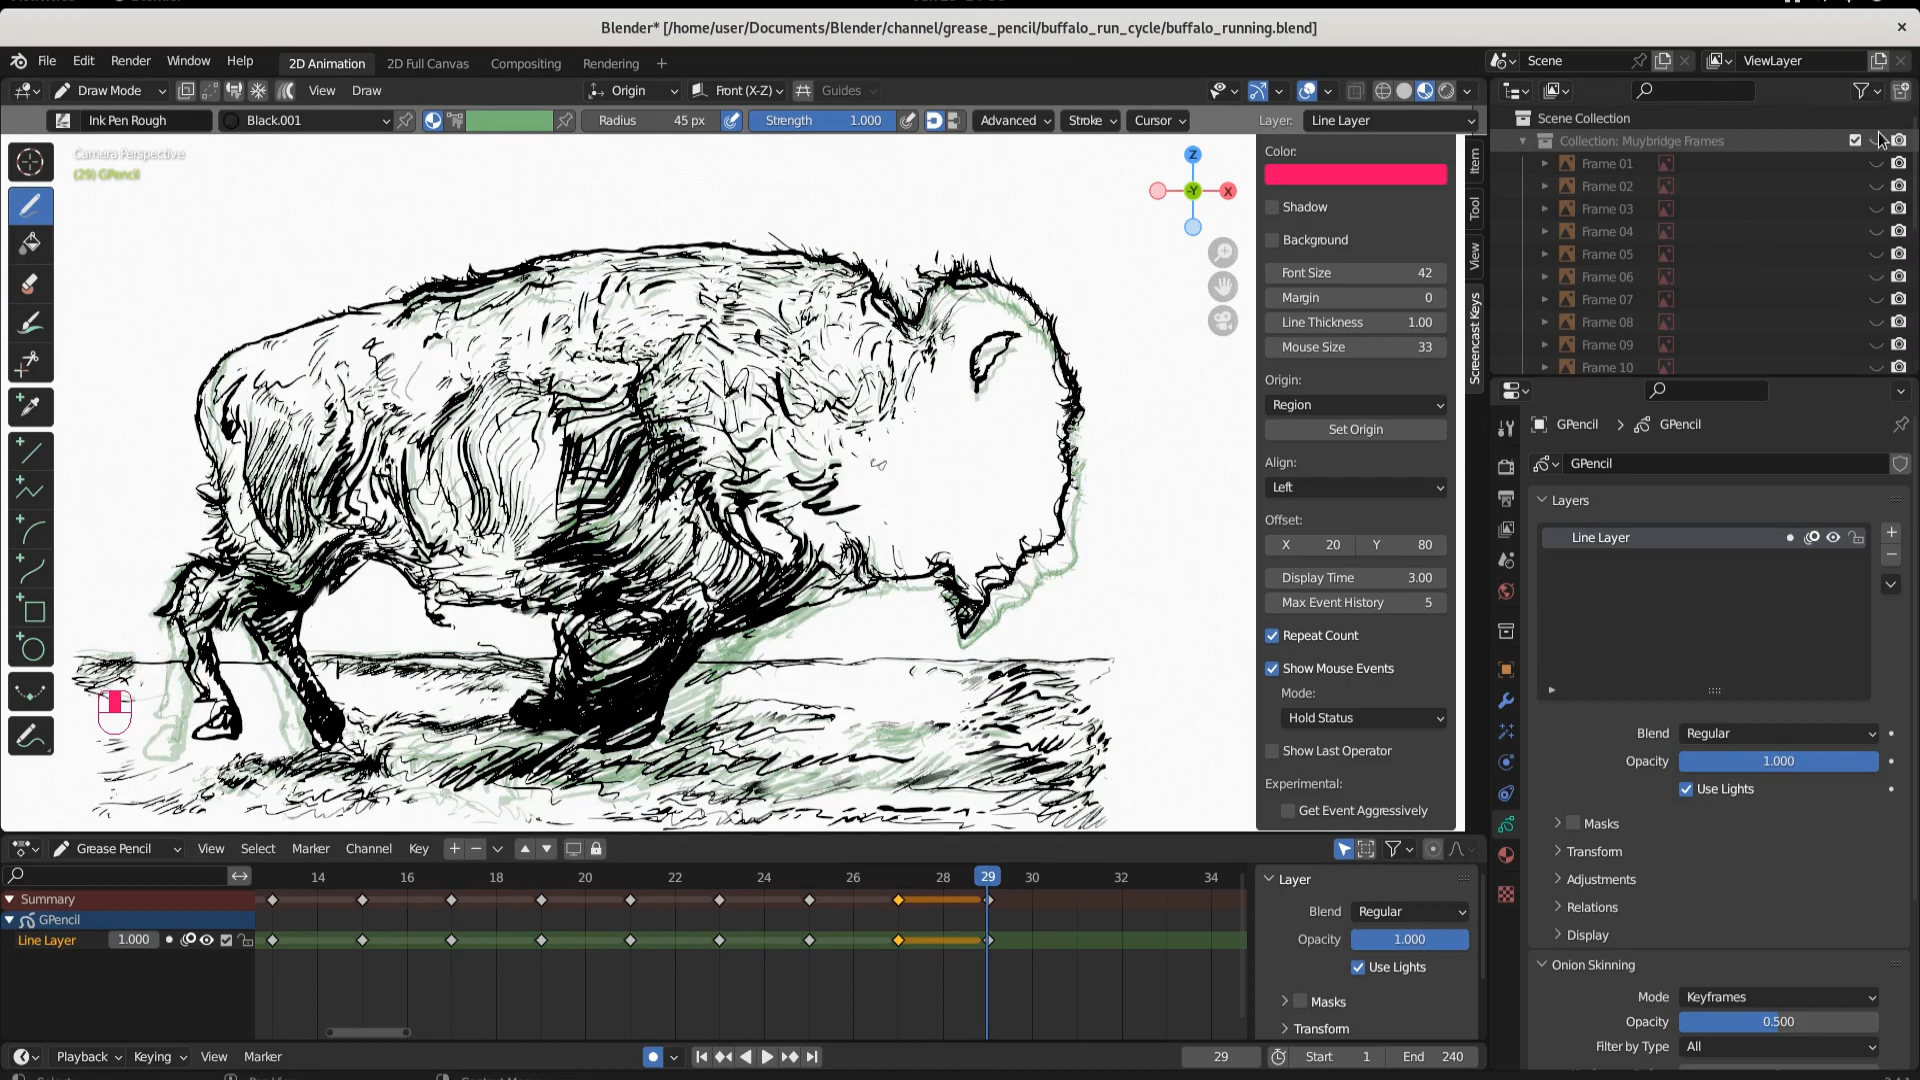 Blender* [/home/user/Documents/Blender/channel/grease_pencil/buffalo_run_cycle/buffalo_running.blend]
File Edit Render Window Help 2D Animation 2D Full Canvas Compositing Rendering Scene ViewLayer
Draw Mode View Draw Origin Front (X-Z) Guides
Ink Pen Rough Black.001 Radius 45 px Strength 1.000 Advanced Stroke Cursor Layer: Line Layer
Camera Perspective
(29) GPencil
Z
-Y
X
Color:
Shadow
Background
Font Size 42
Margin 0
Line Thickness 1.00
Mouse Size 33
Origin:
Region
Set Origin
Align:
Left
Offset:
X 20 Y 80
Display Time 3.00
Max Event History 5
Repeat Count
Show Mouse Events
Mode:
Hold Status
Show Last Operator
Experimental:
Get Event Aggressively
Item
Tool
View
Screencast Keys
Scene Collection
Collection: Muybridge Frames
Frame 01
Frame 02
Frame 03
Frame 04
Frame 05
Frame 06
Frame 07
Frame 08
Frame 09
Frame 10
GPencil GPencil
GPencil
Layers
Line Layer
Blend Regular
Opacity 1.000
Use Lights
Masks
Transform
Adjustments
Relations
Display
Onion Skinning
Mode Keyframes
Opacity 0.500
Filter by Type All
Grease Pencil View Select Marker Channel Key
14 16 18 20 22 24 26 28 29 30 32 34
Summary
GPencil
Line Layer 1.000
Layer
Blend Regular
Opacity 1.000
Use Lights
Masks
Transform
Playback Keying View Marker 29 Start 1 End 240